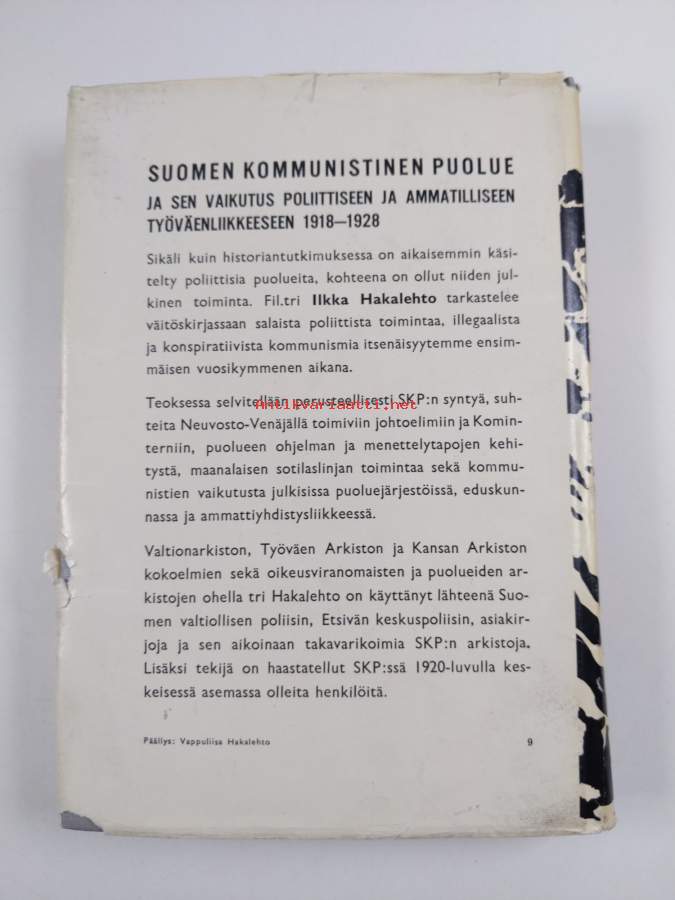 SUOMEN KOMMUNISTINEN PUOLUE
JA SEN VAIKUTUS POLIITTISEEN JA AMMATILLISEEN
TYÖVÄENLIIKKEESEEN 1918—1928
Sikäli kuin historiantutkimuksessa on aikaisemmin käsi-
telty poliittisia puolueita, kohteena on ollut niiden jul-
kinen toiminta. Fil.tri Ilkka Hakalehto tarkastelee
väitöskirjassaan salaista poliittista toimintaa, illegaalista
ja konspiratiivista kommunismia itsenäisyytemme ensim-
mäisen vuosikymmenen aikana.
Teoksessa selvitellään perusteellisesti SKP:n syntyä, suh-
Antikvariaatti.net
teita Neuvosto-Venäjällä toimiviin johtoelimiin ja Komin-
terniin, puolueen ohjelman ja menettelytapojen kehi-
tystä, maanalaisen sotilaslinjan toimintaa sekä kommu-
nistien vaikutusta julkisissa puoluejärjestöissä, eduskun-
nassa ja ammattiyhdistysliikkeessä.
Valtionarkiston, Työväen Arkiston ja Kansan Arkiston
kokoelmien sekä oikeusviranomaisten ja puolueiden ar-
kistojen ohella tri Hakalehto on käyttänyt lähteenä Suo-
men valtiollisen poliisin, Etsivän keskuspoliisin, asiakir-
joja ja sen aikoinaan takavarikoimia SKP:n arkistoja.
Lisäksi tekijä on haastatellut SKP:ssä 1920-luvulla kes-
keisessä asemassa olleita henkilöitä.
Päällys: Vappuliisa Hakalehto
9